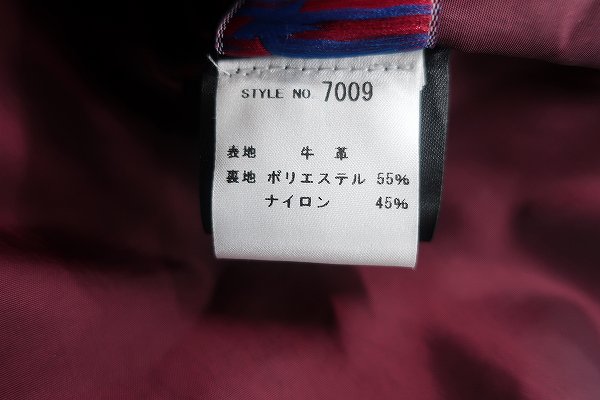 STYLE NO. 7009
表地 牛 革
裏地 ポリエステル 55%
ナイロン 45%